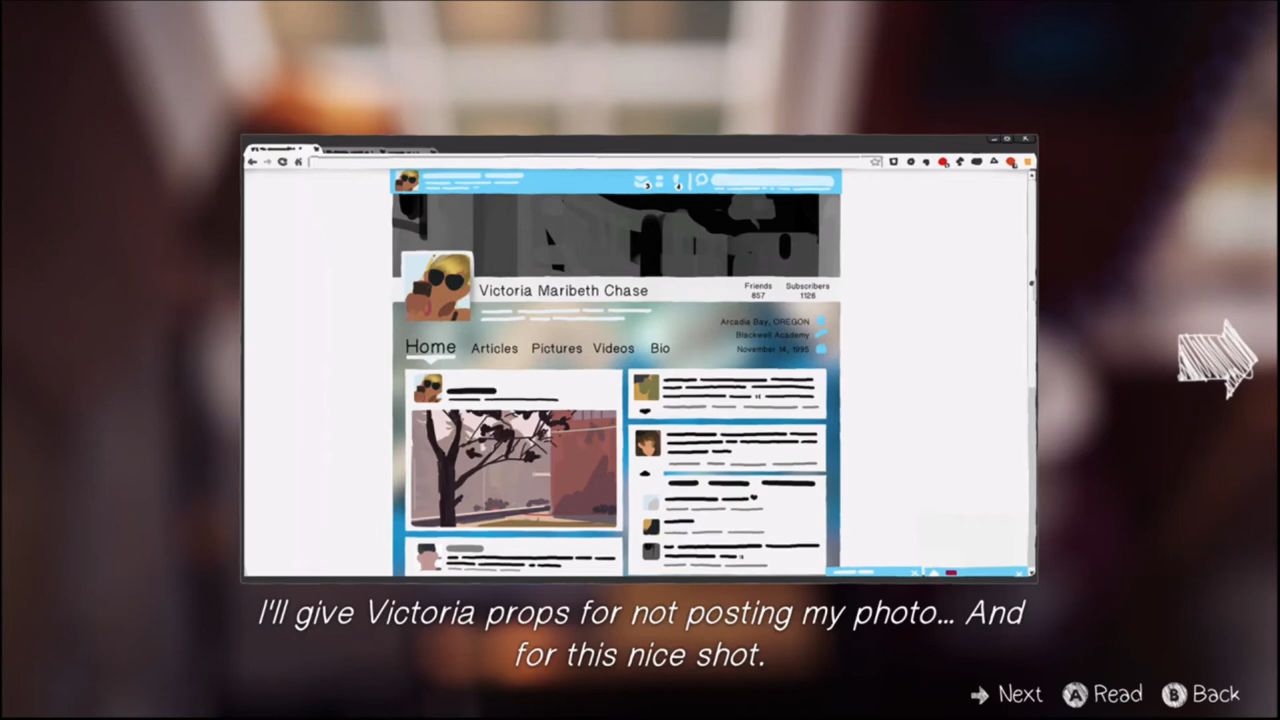 Victoria Maribeth Chase
Friends
857
Subscribers
1126
Arcadia Bay, OREGON
Blackwell Academy
November 14, 1995
Home Articles Pictures Videos Bio
I'll give Victoria props for not posting my photo... And
for this nice shot.
Next A Read B Back